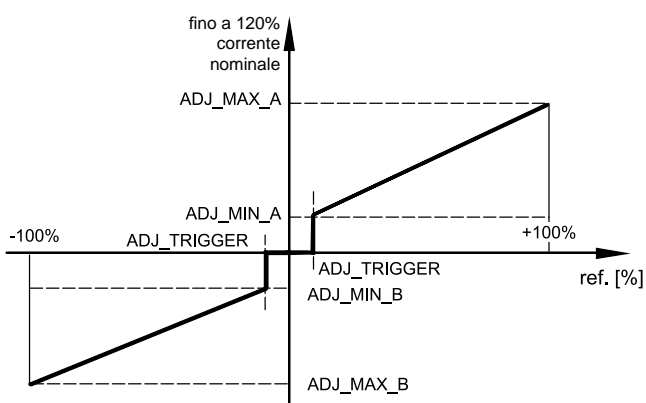 fino a 120%
corrente
nominale
ADJ_MAX_A
ADJ_MIN_A
-100%
ADJ_TRIGGER
+100%
ADJ_TRIGGER
ref. [%]
ADJ_MIN_B
ADJ_MAX_B